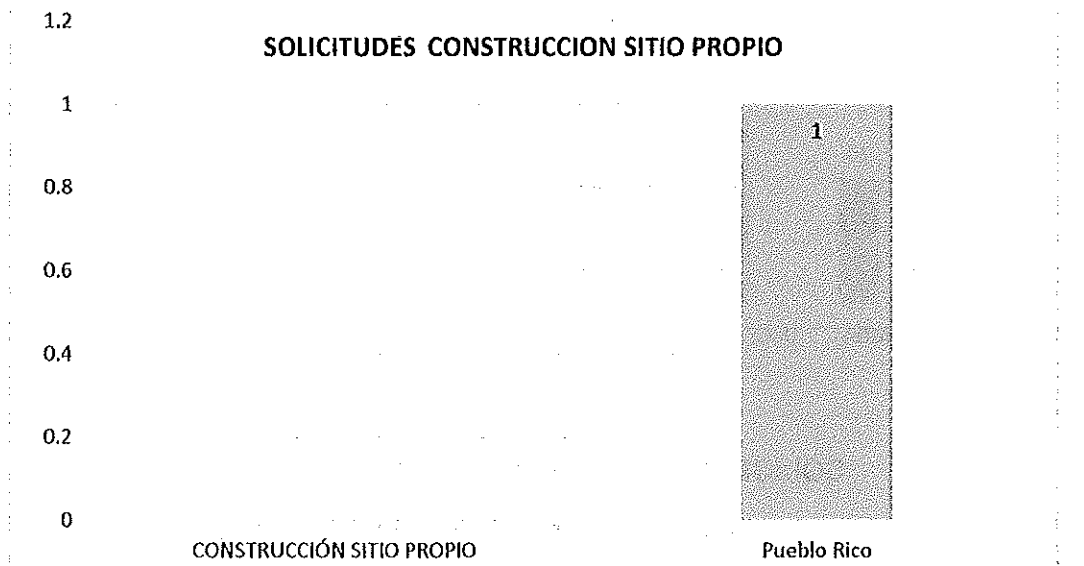 1.2
SOLICITUDES CONSTRUCCION SITIO PROPIO
1
1
0.8
0.6
0.4
0.2
0
CONSTRUCCIÓN SITIO PROPIO
Pueblo Rico